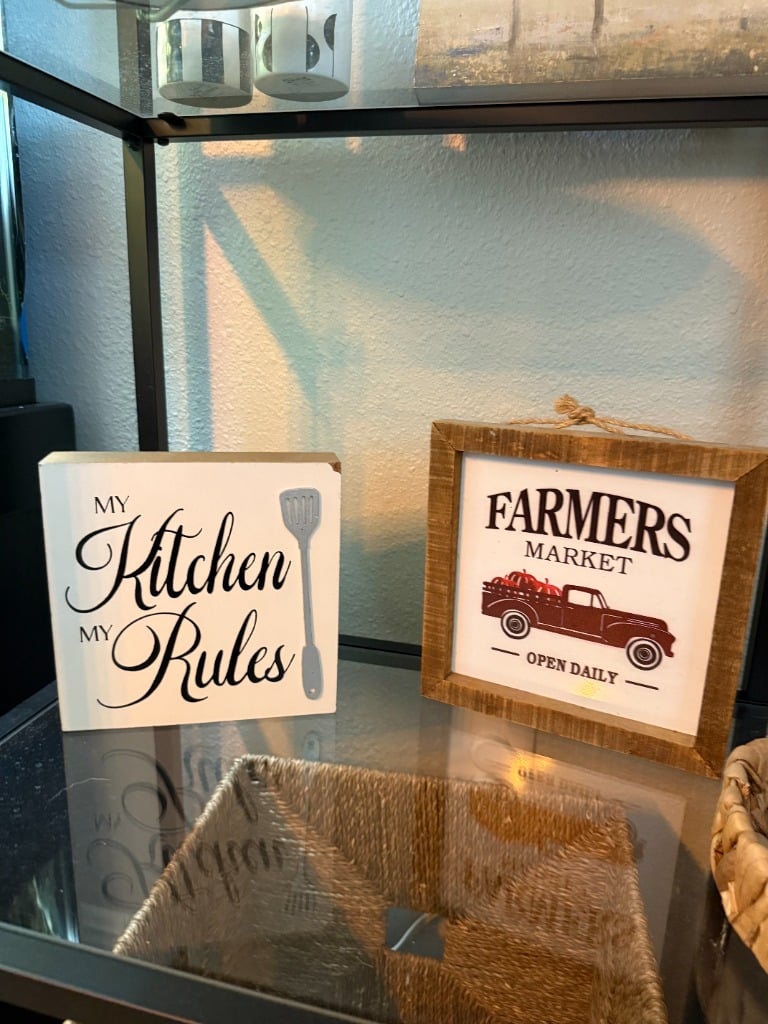 MY
Kitchen
MY Rules
FARMERS
MARKET
OPEN DAILY